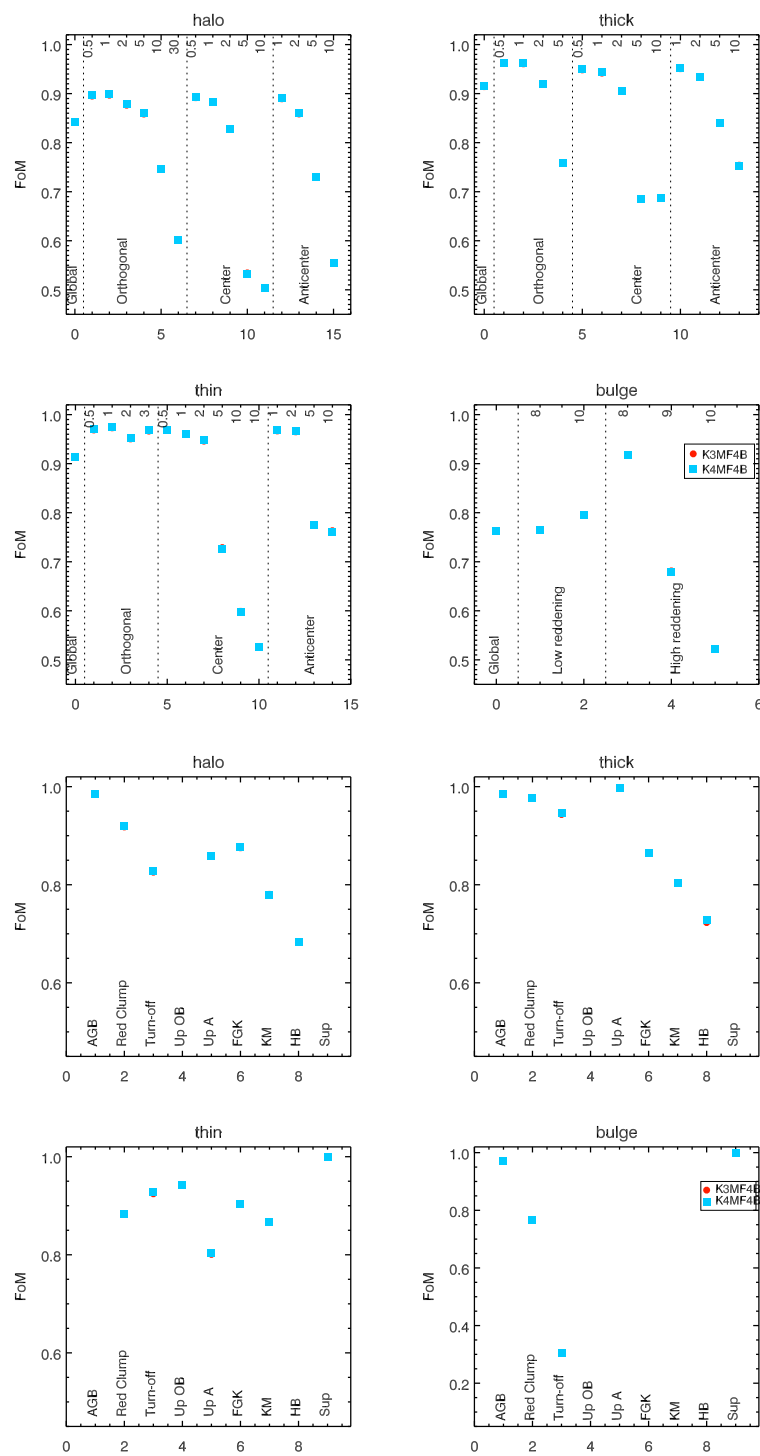 halo
0.5 1 2 5 10 30 0.5 1 2 5 10 1 2 5 10
1.0
0.9
0.8
0.7
0.6
0.5
FoM
Global Orthogonal Center Anticenter
0 5 10 15
thick
0.5 1 2 5 0.5 1 2 5 10 1 2 5 10
1.0
0.9
0.8
0.7
0.6
0.5
FoM
Global Orthogonal Center Anticenter
0 5 10
thin
0.5 1 2 3 0.5 1 2 5 10 10 1 2 5 10
1.0
0.9
0.8
0.7
0.6
0.5
FoM
Global Orthogonal Center Anticenter
0 5 10 15
bulge
8 10 8 9 10
1.0
0.9
0.8
0.7
0.6
0.5
FoM
K3MF4B
K4MF4B
Global Low reddening High reddening
0 2 4 6
halo
1.0
0.8
0.6
FoM
AGB Red Clump Turn-off Up OB Up A FGK KM HB Sup
0 2 4 6 8
thick
1.0
0.8
0.6
FoM
AGB Red Clump Turn-off Up OB Up A FGK KM HB Sup
0 2 4 6 8
thin
1.0
0.8
0.6
FoM
AGB Red Clump Turn-off Up OB Up A FGK KM HB Sup
0 2 4 6 8
bulge
1.0
0.8
0.6
0.4
0.2
FoM
K3MF4B
K4MF4B
AGB Red Clump Turn-off Up OB Up A FGK KM HB Sup
0 2 4 6 8